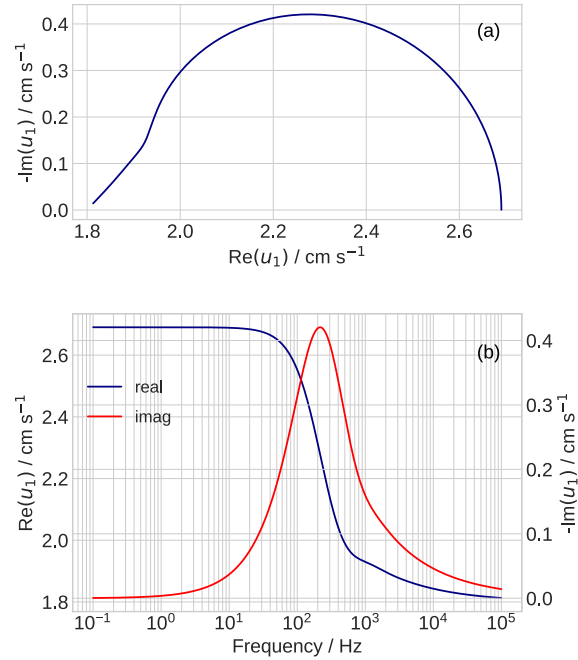 (a)
0.4
0.3
0.2
0.1
0.0
-Im(u₁) / cm s⁻¹
1.8 2.0 2.2 2.4 2.6
Re(u₁) / cm s⁻¹
(b)
real
imag
2.6
2.4
2.2
2.0
1.8
Re(u₁) / cm s⁻¹
0.4
0.3
0.2
0.1
0.0
-Im(u₁) / cm s⁻¹
10⁻¹ 10⁰ 10¹ 10² 10³ 10⁴ 10⁵
Frequency / Hz